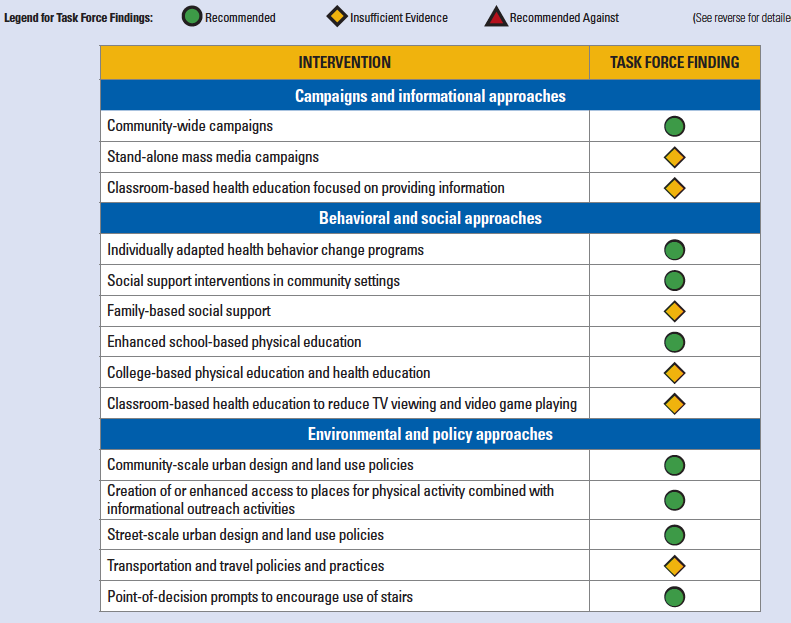 Legend for Task Force Findings: Recommended Insufficient Evidence Recommended Against (See reverse for detaile
INTERVENTION TASK FORCE FINDING
Campaigns and informational approaches
Community-wide campaigns
Stand-alone mass media campaigns
Classroom-based health education focused on providing information
Behavioral and social approaches
Individually adapted health behavior change programs
Social support interventions in community settings
Family-based social support
Enhanced school-based physical education
College-based physical education and health education
Classroom-based health education to reduce TV viewing and video game playing
Environmental and policy approaches
Community-scale urban design and land use policies
Creation of or enhanced access to places for physical activity combined with
informational outreach activities
Street-scale urban design and land use policies
Transportation and travel policies and practices
Point-of-decision prompts to encourage use of stairs